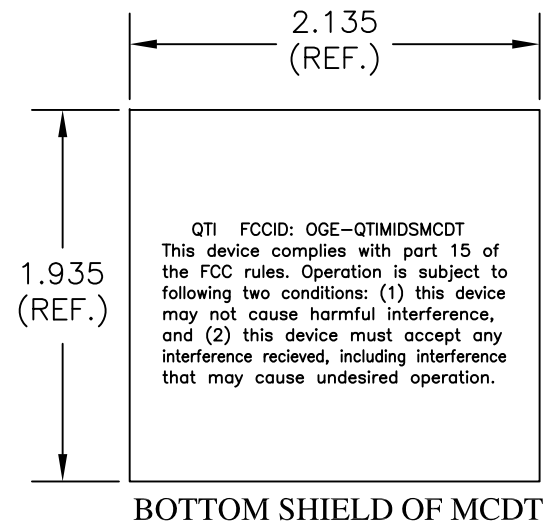 2.135
(REF.)
1.935
(REF.)
QTI FCCID: OGE-QTIMIDSMCDT
This device complies with part 15 of
the FCC rules. Operation is subject to
following two conditions: (1) this device
may not cause harmful interference,
and (2) this device must accept any
interference recieved, including interference
that may cause undesired operation.
BOTTOM SHIELD OF MCDT